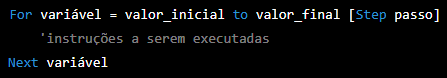 For variável = valor_inicial to valor_final [Step passo]
'instruções a serem executadas
Next variável